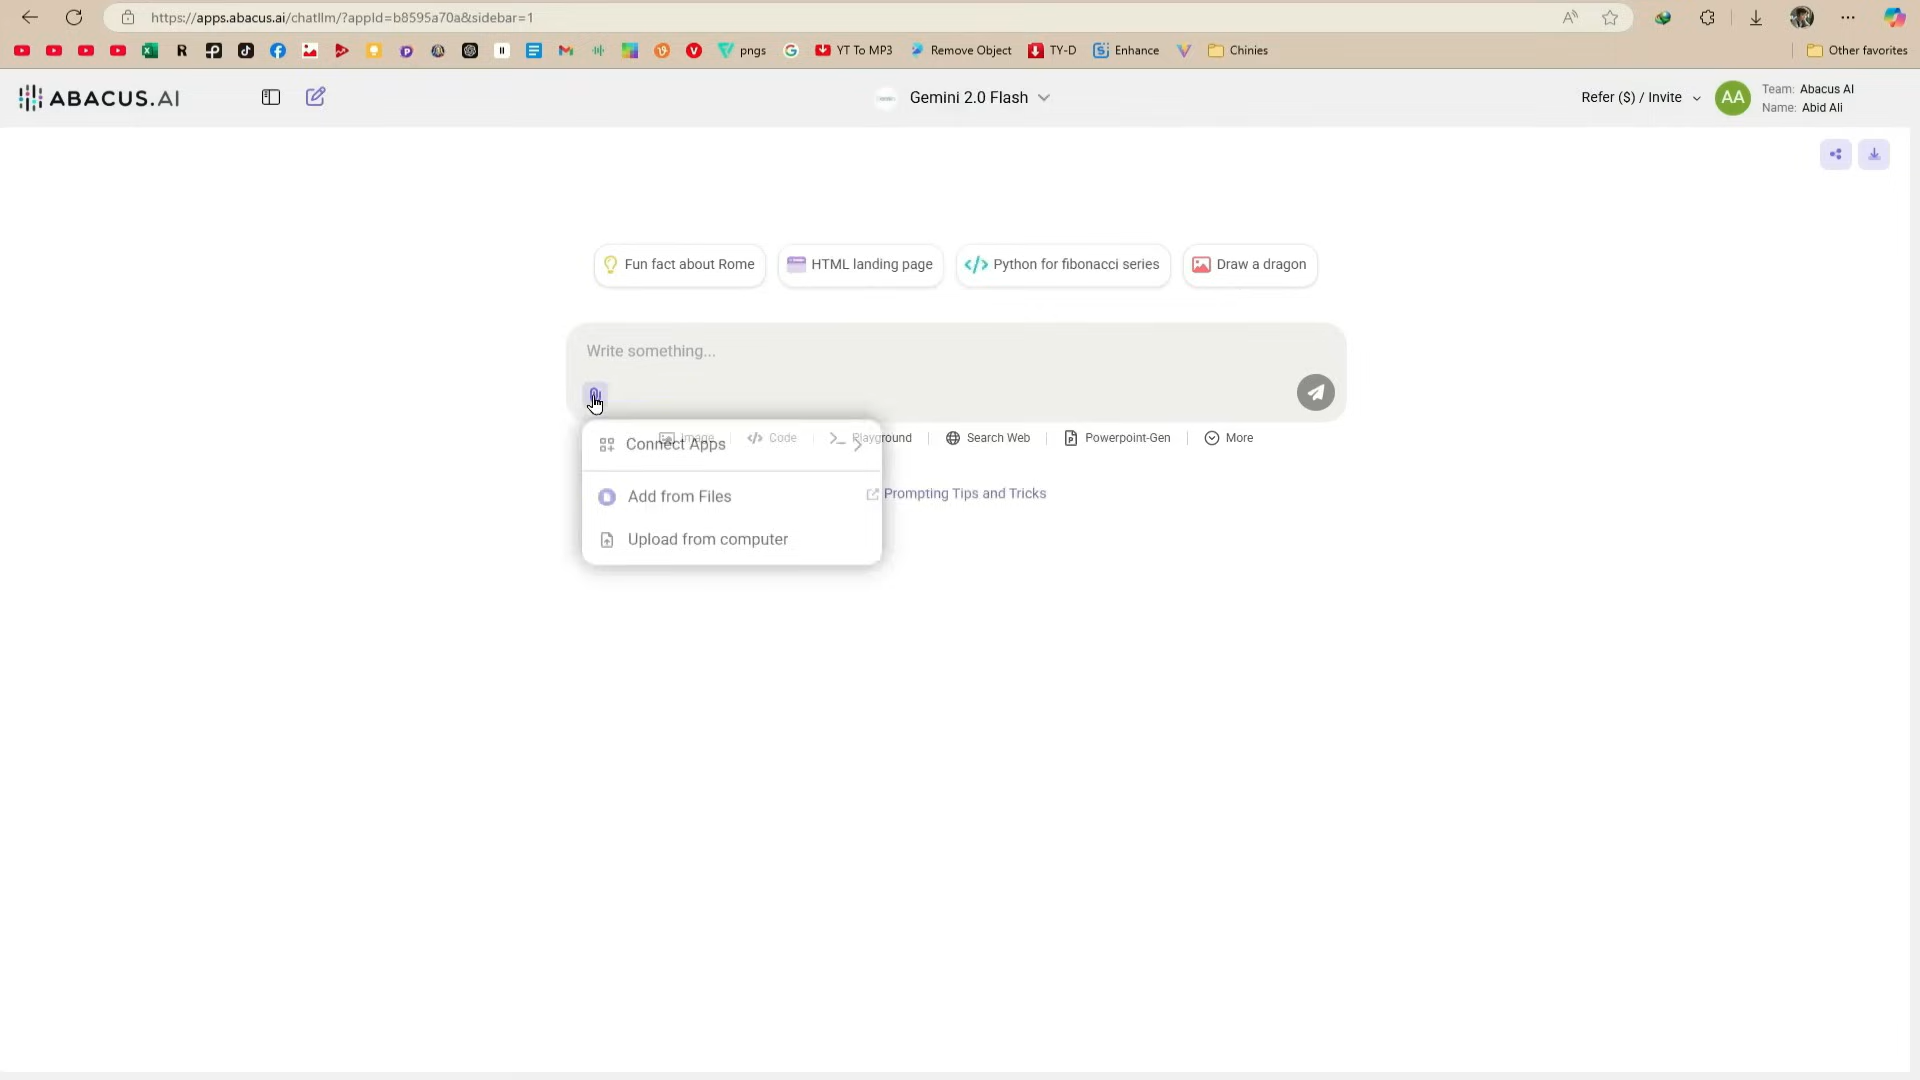 https://apps.abacus.ai/chatllm/?appId=b8595a70a&sidebar=1
pngs
YT To MP3
Remove Object
TY-D
Enhance
Chinies
Other favorites
ABACUS.AI
Gemini 2.0 Flash
Refer ($) / Invite
AA
Team: Abacus AI
Name: Abid Ali
Fun fact about Rome
HTML landing page
Python for fibonacci series
Draw a dragon
Write something...
Image
Code
Playground
Search Web
Powerpoint-Gen
More
Connect Apps
Add from Files
Prompting Tips and Tricks
Upload from computer